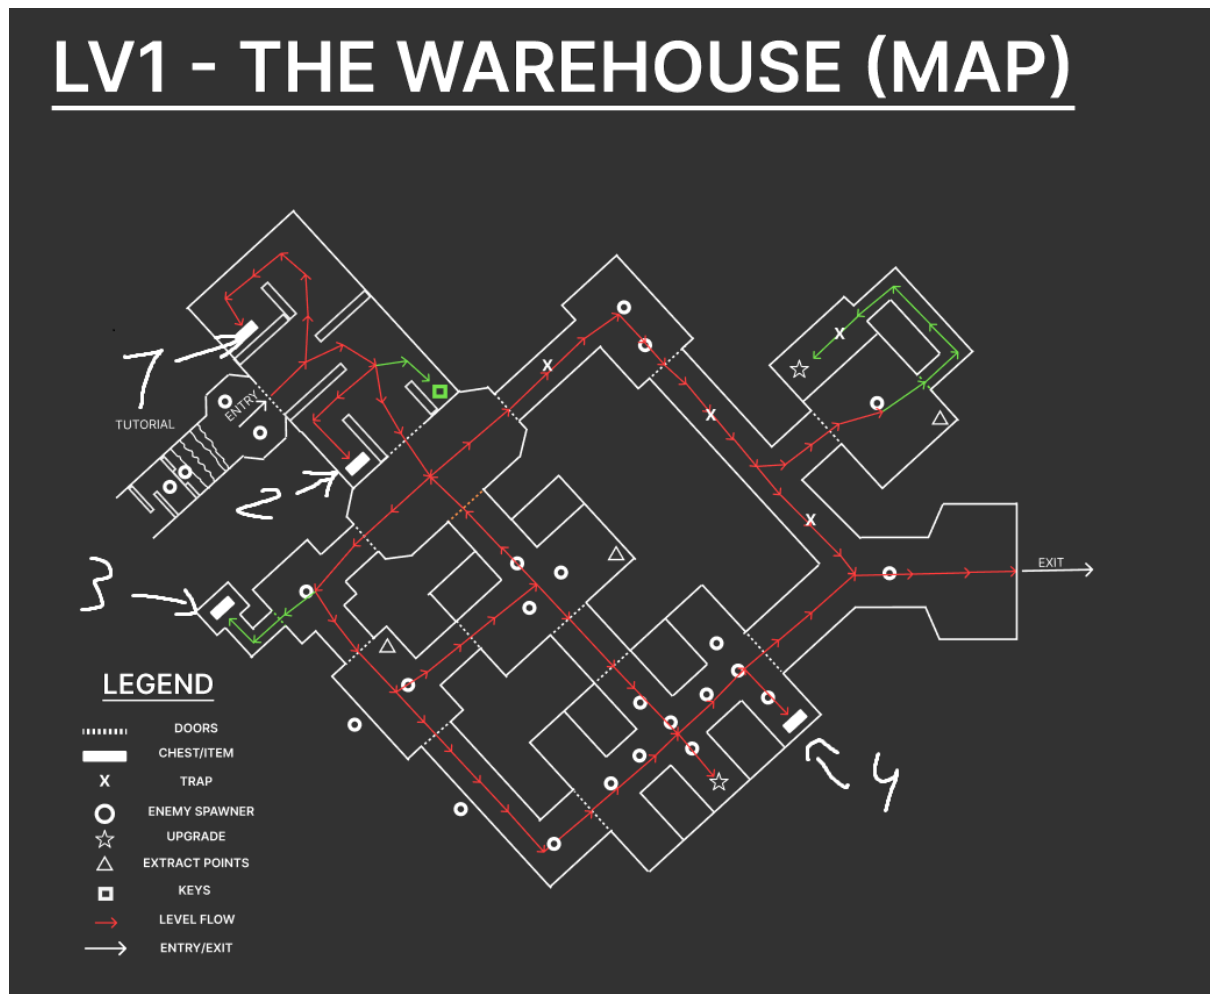 LV1 - THE WAREHOUSE (MAP)
1
ENTRY
TUTORIAL
2
3
EXIT
4
LEGEND
DOORS
CHEST/ITEM
X TRAP
ENEMY SPAWNER
UPGRADE
EXTRACT POINTS
KEYS
LEVEL FLOW
ENTRY/EXIT
X
X
X
X